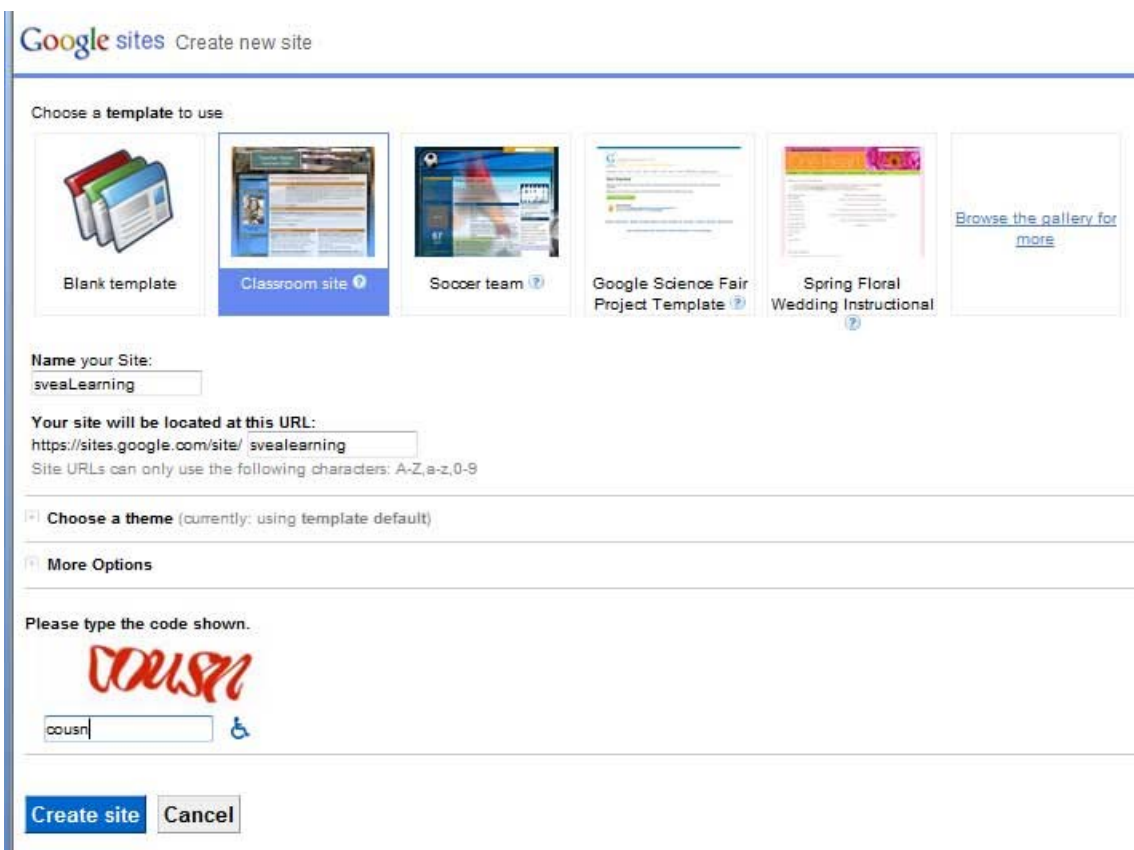 Google sites Create new site
Choose a template to use
Blank template
Classroom site ?
Soccer team ?
Google Science Fair
Project Template ?
Spring Floral
Wedding Instructional
?
Browse the gallery for
more
Name your Site:
sveaLearning
Your site will be located at this URL:
https://sites.google.com/site/ svealearning
Site URLs can only use the following characters: A-Z,a-z,0-9
Choose a theme (currently: using template default)
More Options
Please type the code shown.
cousn
Create site Cancel